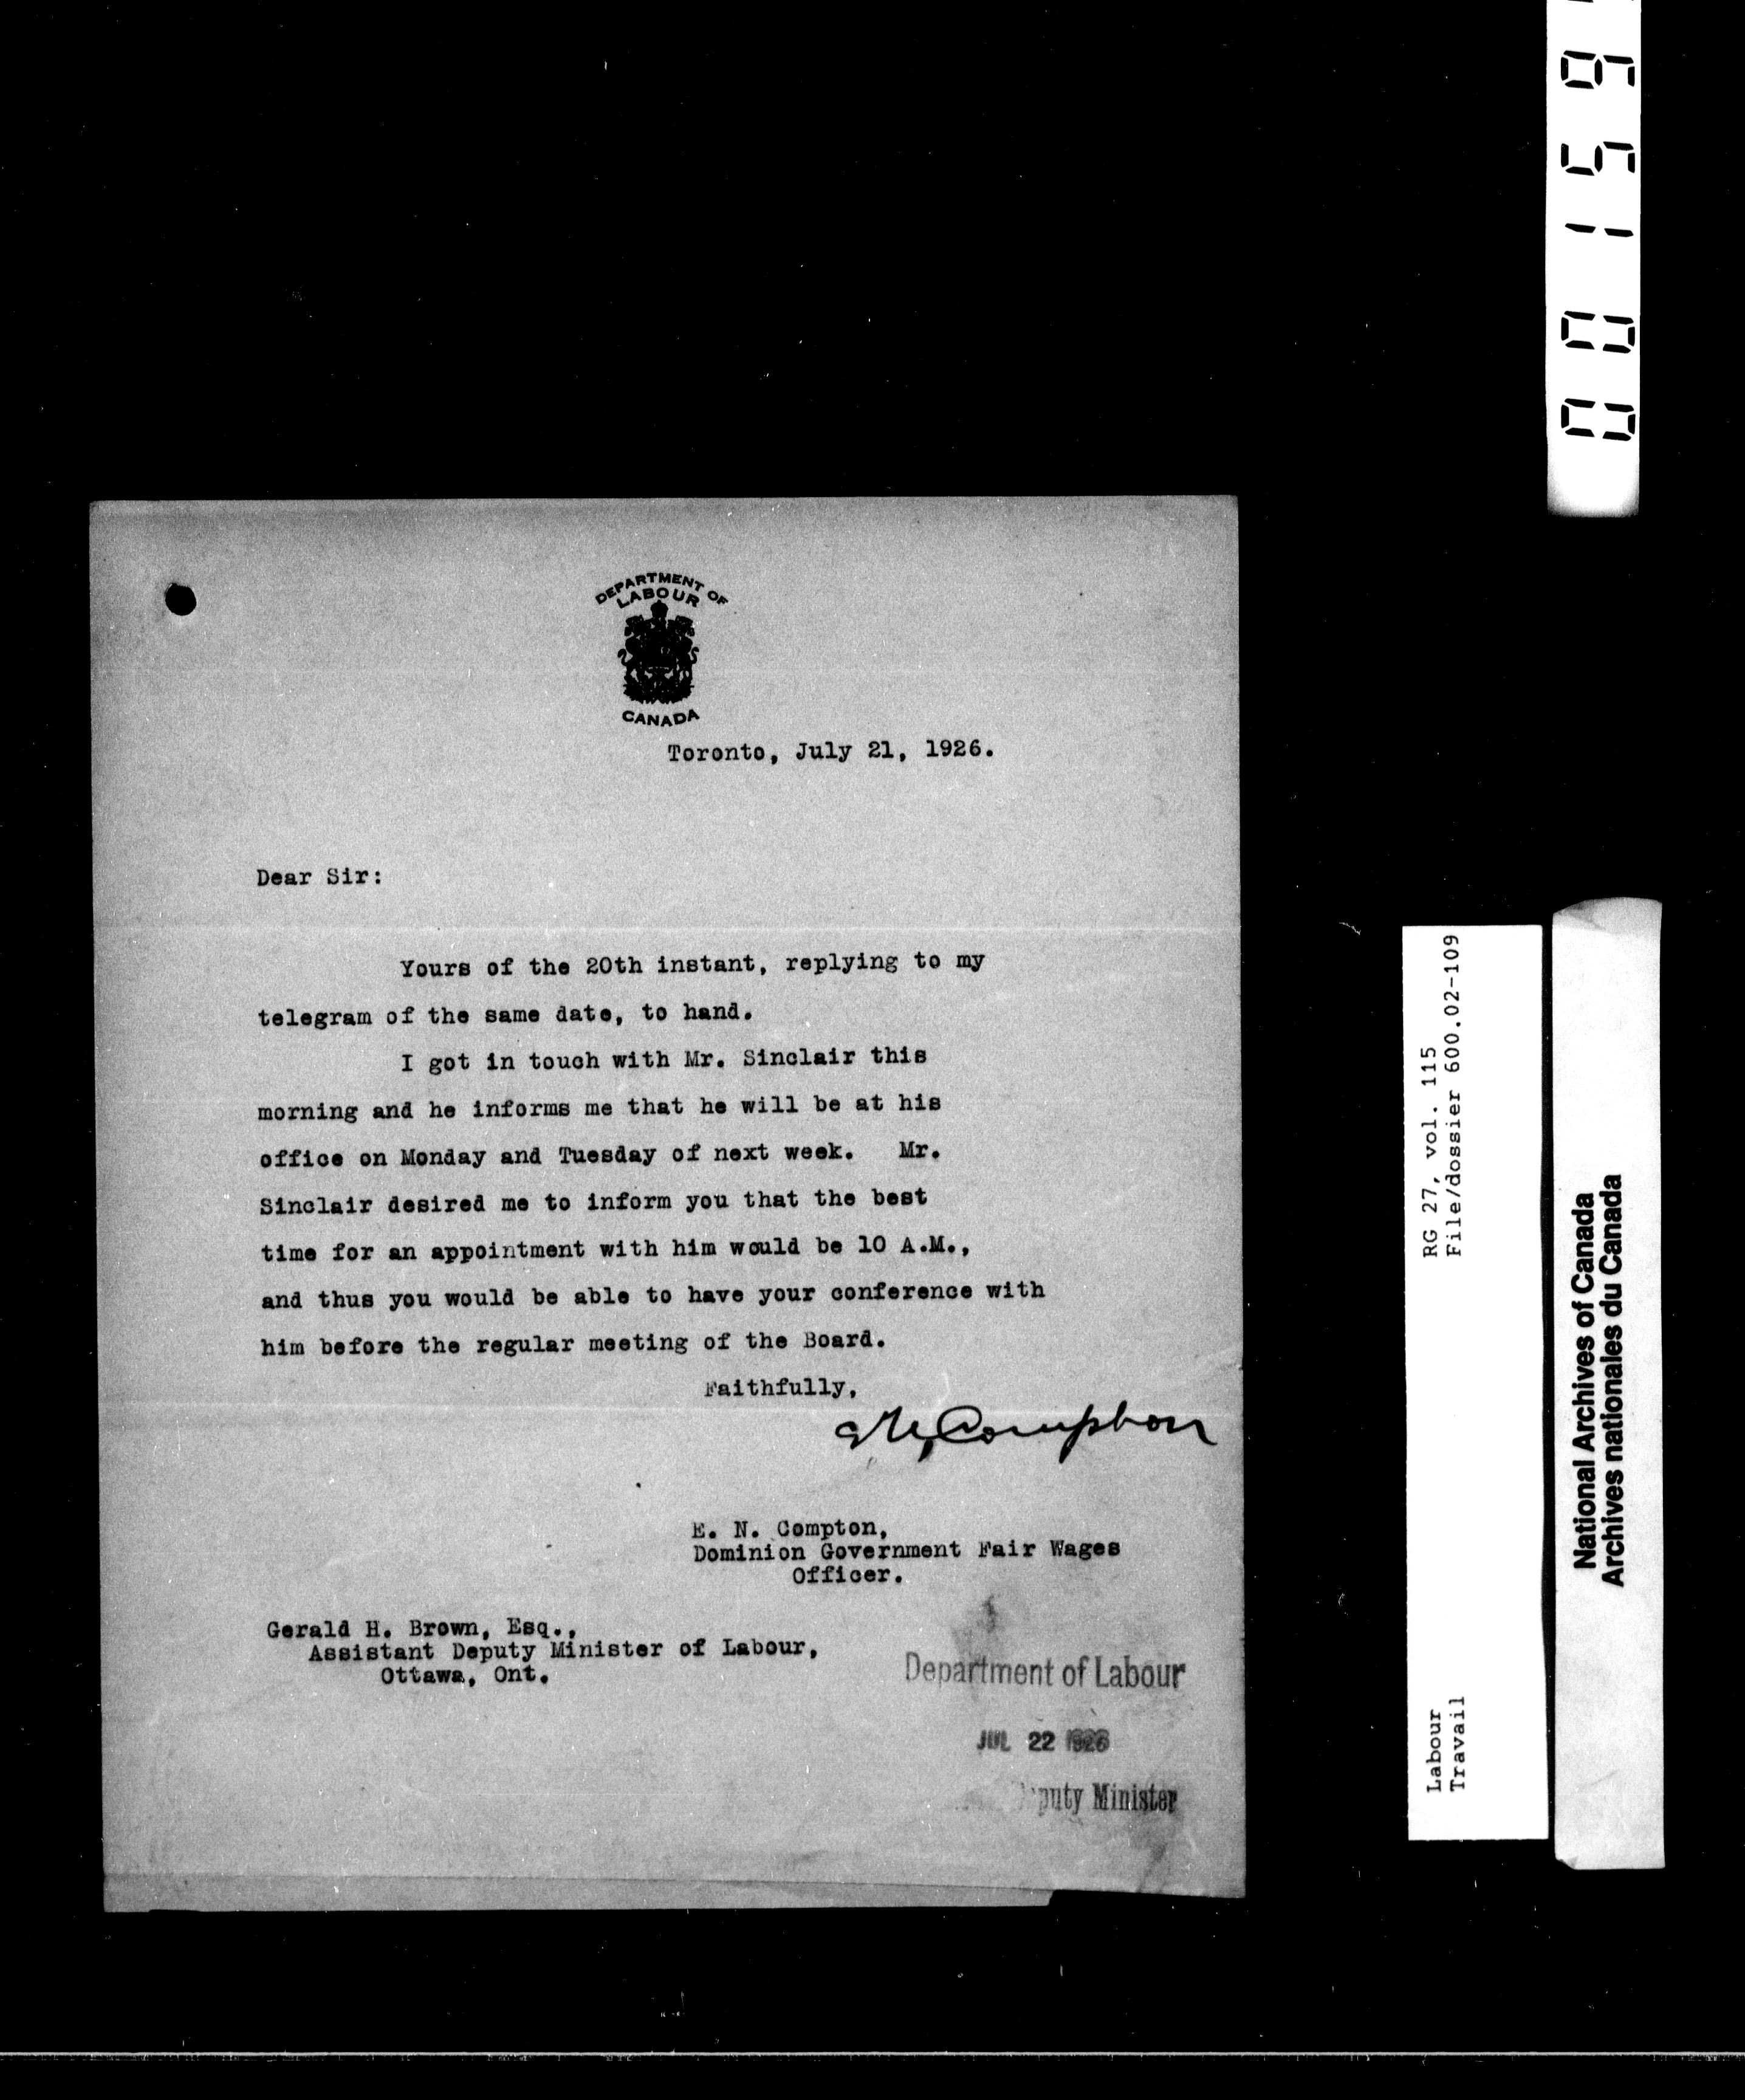 DEPARTMENT OF
LABOUR
CANADA
Toronto, July 21, 1926.
Dear Sir:
Yours of the 20th instant, replying to my
telegram of the same date, to hand.
I got in touch with Mr. Sinclair this
morning and he informs me that he will be at his
office on Monday and Tuesday of next week. Mr.
Sinclair desired me to inform you that the best
time for an appointment with him would be 10 A.M.,
and thus you would be able to have your conference with
him before the regular meeting of the Board.
Faithfully,
E N Compton
E. N. Compton,
Dominion Government Fair Wages
Officer.
Gerald H. Brown, Esq.,
Assistant Deputy Minister of Labour,
Ottawa, Ont.
Department of Labour
JUL 22 1926
puty Minister
00159
RG 27, vol. 115
File/dossier 600.02-109
Labour
Travail
National Archives of Canada
Archives nationales du Canada